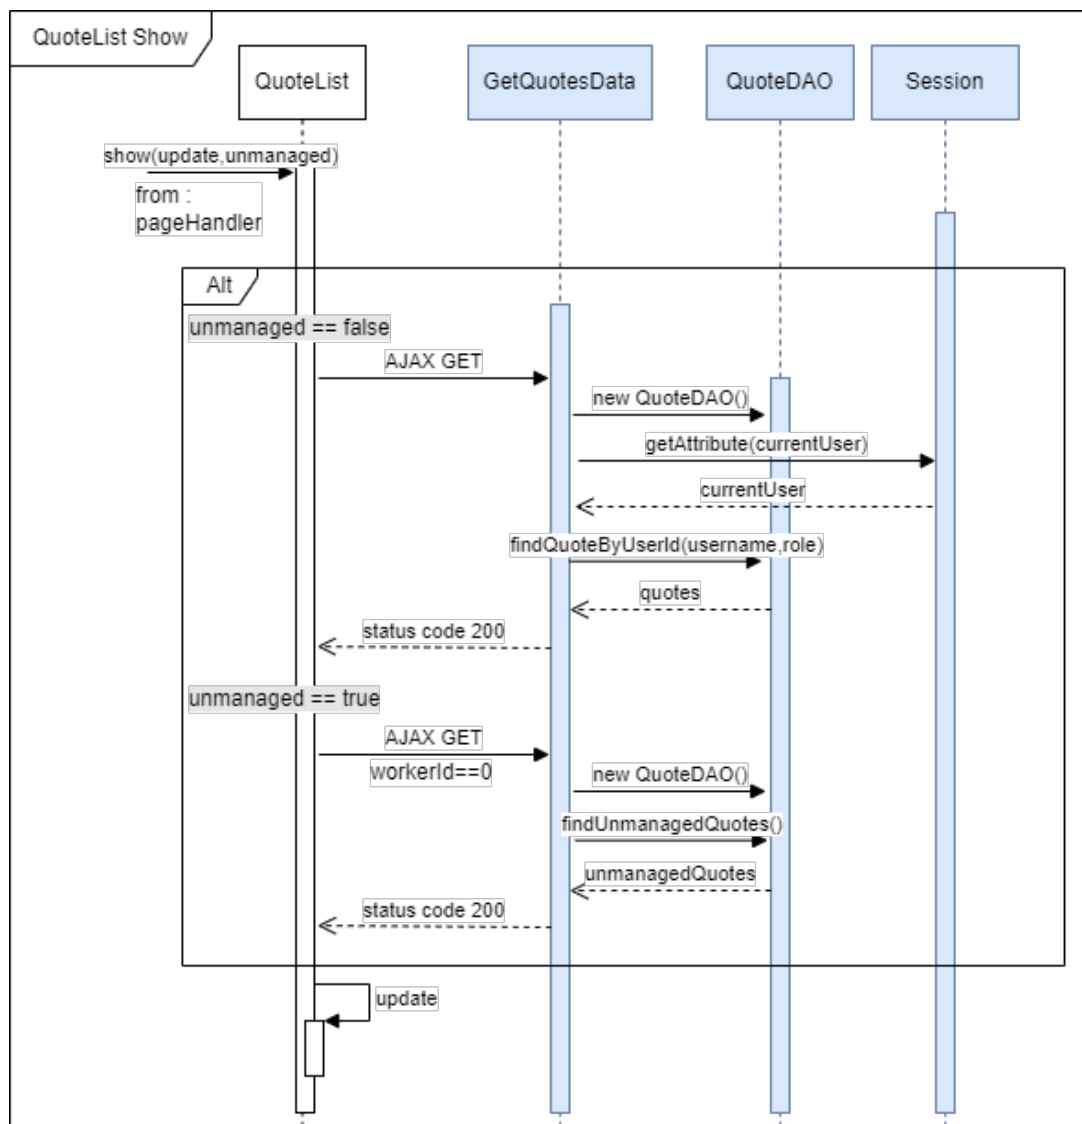 QuoteList Show
QuoteList
GetQuotesData
QuoteDAO
Session
show(update,unmanaged)
from :
pageHandler
Alt
unmanaged == false
AJAX GET
new QuoteDAO()
getAttribute(currentUser)
currentUser
findQuoteByUserId(username,role)
quotes
status code 200
unmanaged == true
AJAX GET
workerId==0
new QuoteDAO()
findUnmanagedQuotes()
unmanagedQuotes
status code 200
update